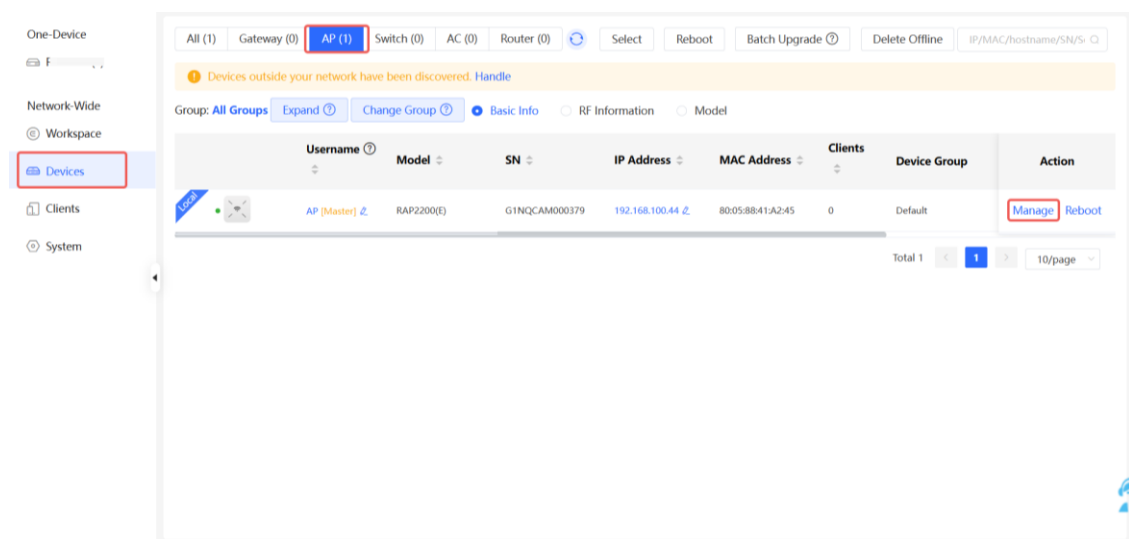 One-Device
Network-Wide
Workspace
Devices
Clients
System
All (1) Gateway (0) AP (1) Switch (0) AC (0) Router (0) Select Reboot Batch Upgrade Delete Offline IP/MAC/hostname/SN/S
Devices outside your network have been discovered. Handle
Group: All Groups Expand Change Group Basic Info RF Information Model
Username Model SN IP Address MAC Address Clients Device Group Action
Local AP [Master] RAP2200(E) G1NQCAM000379 192.168.100.44 80:05:88:41:A2:45 0 Default Manage Reboot
Total 1 < 1 > 10/page